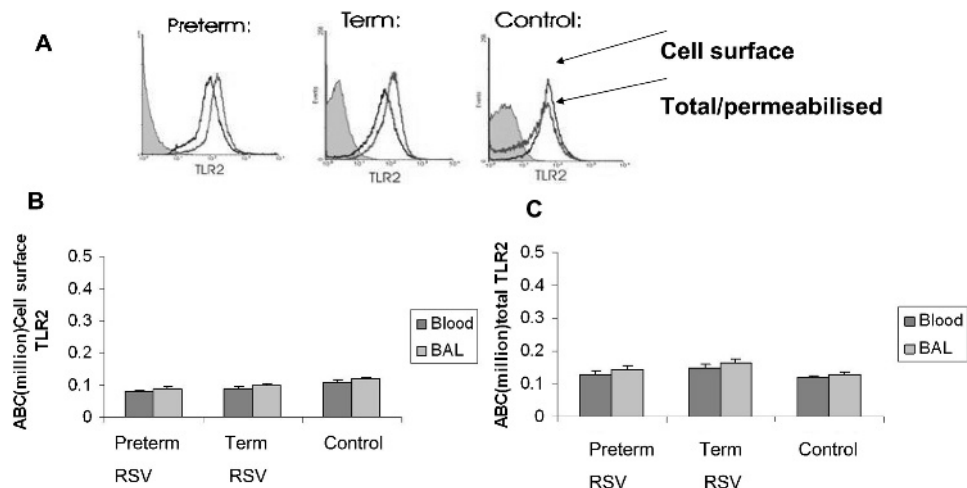 A
Preterm:
Term:
Control:
Cell surface
Total/permeabilised
Events
Events
TLR2
TLR2
TLR2
B
ABC(million)Cell surface
TLR2
0.5
0.4
0.3
0.2
0.1
0
Blood
BAL
Preterm Term Control
RSV RSV
C
ABC(million)total TLR2
0.5
0.4
0.3
0.2
0.1
0
Blood
BAL
Preterm Term Control
RSV RSV